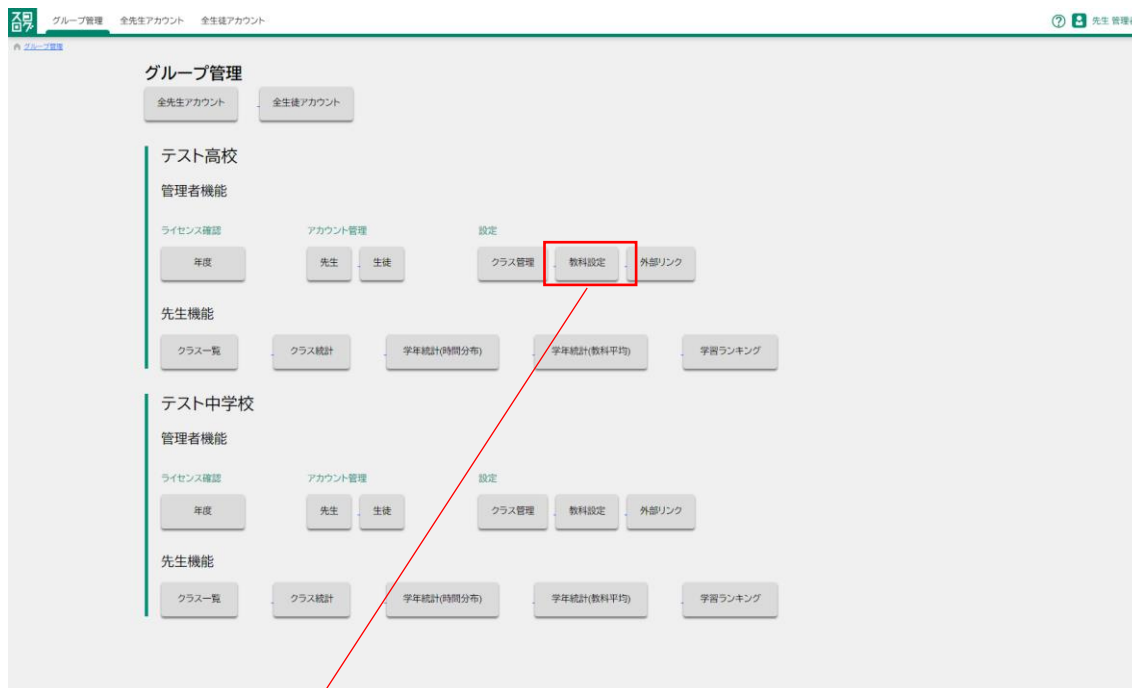 スタログ グループ管理 全先生アカウント 全生徒アカウント ? 先生 管理者
グループ管理
グループ管理
全先生アカウント 全生徒アカウント
テスト高校
管理者機能
ライセンス確認 アカウント管理 設定
年度 先生 生徒 クラス管理 教科設定 外部リンク
先生機能
クラス一覧 クラス統計 学年統計(時間分布) 学年統計(教科平均) 学習ランキング
テスト中学校
管理者機能
ライセンス確認 アカウント管理 設定
年度 先生 生徒 クラス管理 教科設定 外部リンク
先生機能
クラス一覧 クラス統計 学年統計(時間分布) 学年統計(教科平均) 学習ランキング